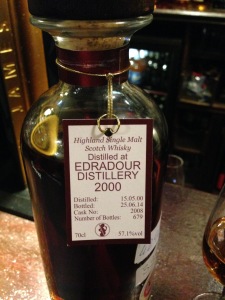 Highland Single Malt
Scotch Whisky
Distilled at
EDRADOUR
DISTILLERY
2000
Distilled: 15.05.00
Bottled: 25.06.14
Cask No: 2008
Number of Bottles: 679
70cl 57.1%vol